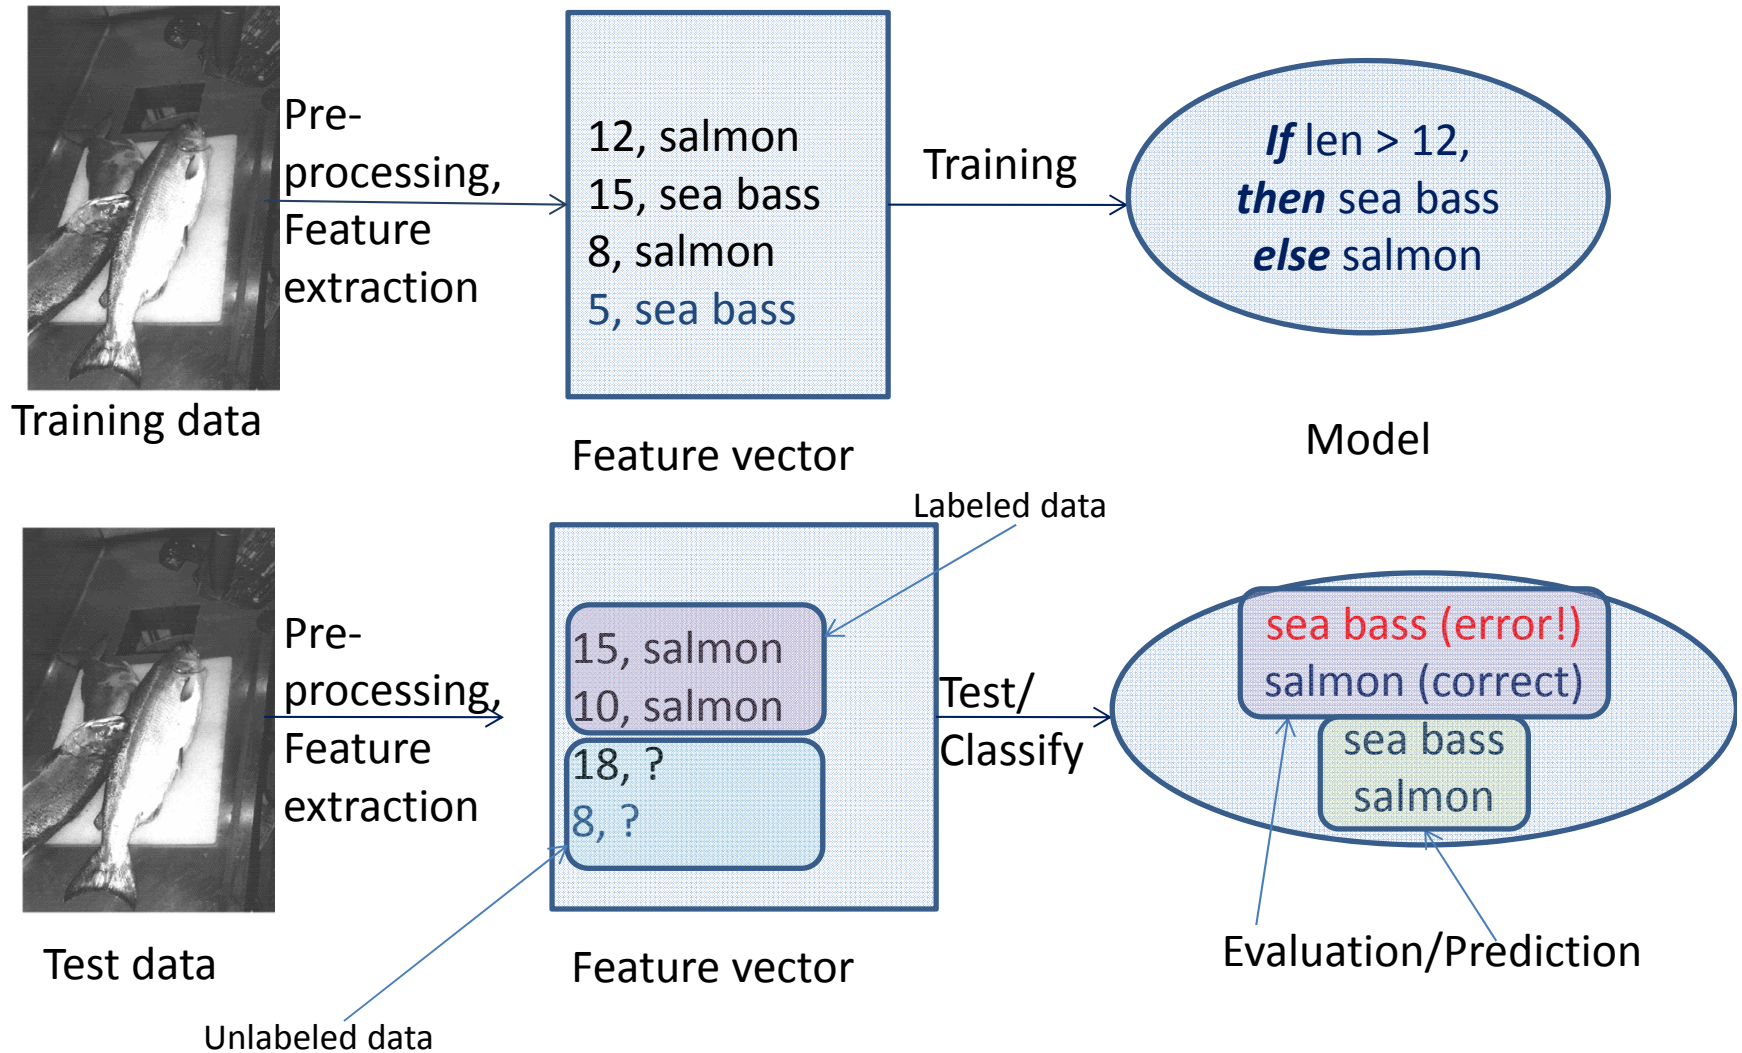 Pre-
processing,
Feature
extraction
12, salmon
15, sea bass
8, salmon
5, sea bass
Training
If len > 12,
then sea bass
else salmon
Training data
Feature vector
Model
Labeled data
Pre-
processing,
Feature
extraction
15, salmon
10, salmon
18, ?
8, ?
Test/
Classify
sea bass (error!)
salmon (correct)
sea bass
salmon
Test data
Feature vector
Evaluation/Prediction
Unlabeled data